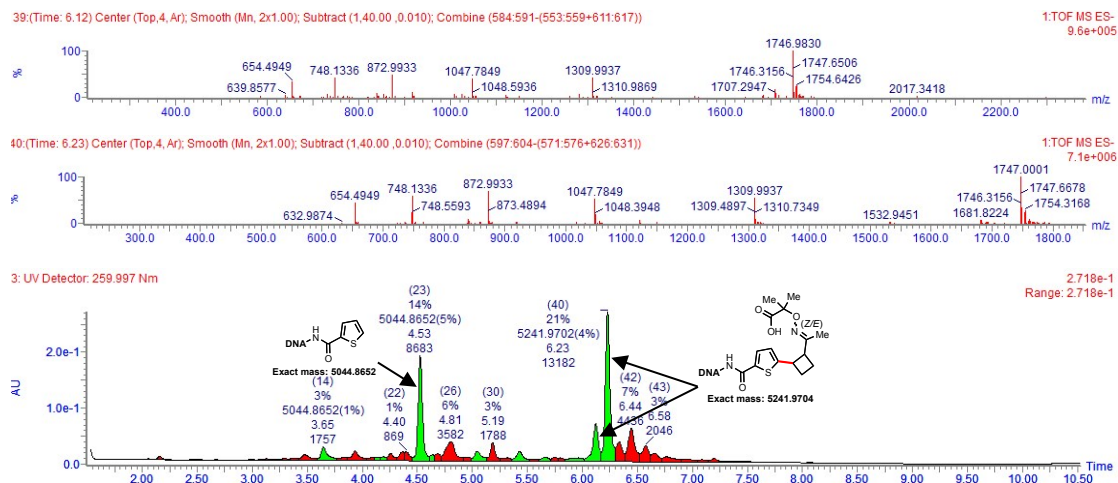 39:(Time: 6.12) Center (Top,4, Ar); Smooth (Mn, 2x1.00); Subtract (1,40.00 ,0.010); Combine (584:591-(553:559+611:617))
1:TOF MS ES-
9.6e+005
100
%
0
639.8577
654.4949
748.1336
872.9933
1047.7849
1048.5936
1309.9937
1310.9869
1707.2947
1746.3156
1746.9830
1747.6506
1754.6426
2017.3418
400.0 600.0 800.0 1000.0 1200.0 1400.0 1600.0 1800.0 2000.0 2200.0 m/z
40:(Time: 6.23) Center (Top,4, Ar); Smooth (Mn, 2x1.00); Subtract (1,40.00 ,0.010); Combine (597:604-(571:576+626:631))
1:TOF MS ES-
7.1e+006
100
%
0
632.9874
654.4949
748.1336
748.5593
872.9933
873.4894
1047.7849
1048.3948
1309.4897
1309.9937
1310.7349
1532.9451
1681.8224
1746.3156
1747.0001
1747.6678
1754.3168
300.0 400.0 500.0 600.0 700.0 800.0 900.0 1000.0 1100.0 1200.0 1300.0 1400.0 1500.0 1600.0 1700.0 1800.0 m/z
3: UV Detector: 259.997 Nm
2.718e-1
Range: 2.718e-1
AU
2.0e-1
1.0e-1
0.0
DNA
H
N
O
S
Exact mass: 5044.8652
(14)
3%
5044.8652(1%)
3.65
1757
(22)
1%
4.40
869
(23)
14%
5044.8652(5%)
4.53
8683
(26)
6%
4.81
3582
(30)
3%
5.19
1788
(40)
21%
5241.9702(4%)
6.23
13182
(42)
7%
6.44
4436
(43)
3%
6.58
2046
Me
Me
O
O
OH
N
(Z/E)
Me
DNA
H
N
O
S
Exact mass: 5241.9704
2.00 2.50 3.00 3.50 4.00 4.50 5.00 5.50 6.00 6.50 7.00 7.50 8.00 8.50 9.00 9.50 10.00 10.50 Time